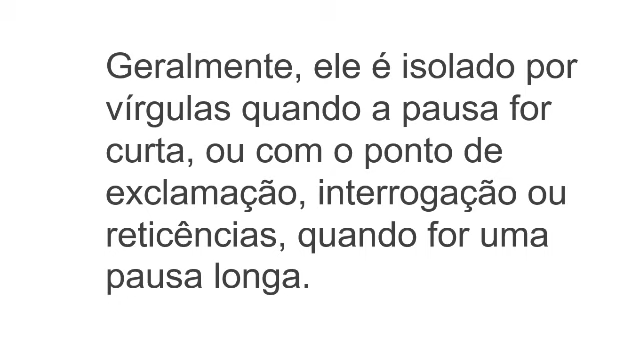 Geralmente, ele é isolado por
vírgulas quando a pausa for
curta, ou com o ponto de
exclamação, interrogação ou
reticências, quando for uma
pausa longa.